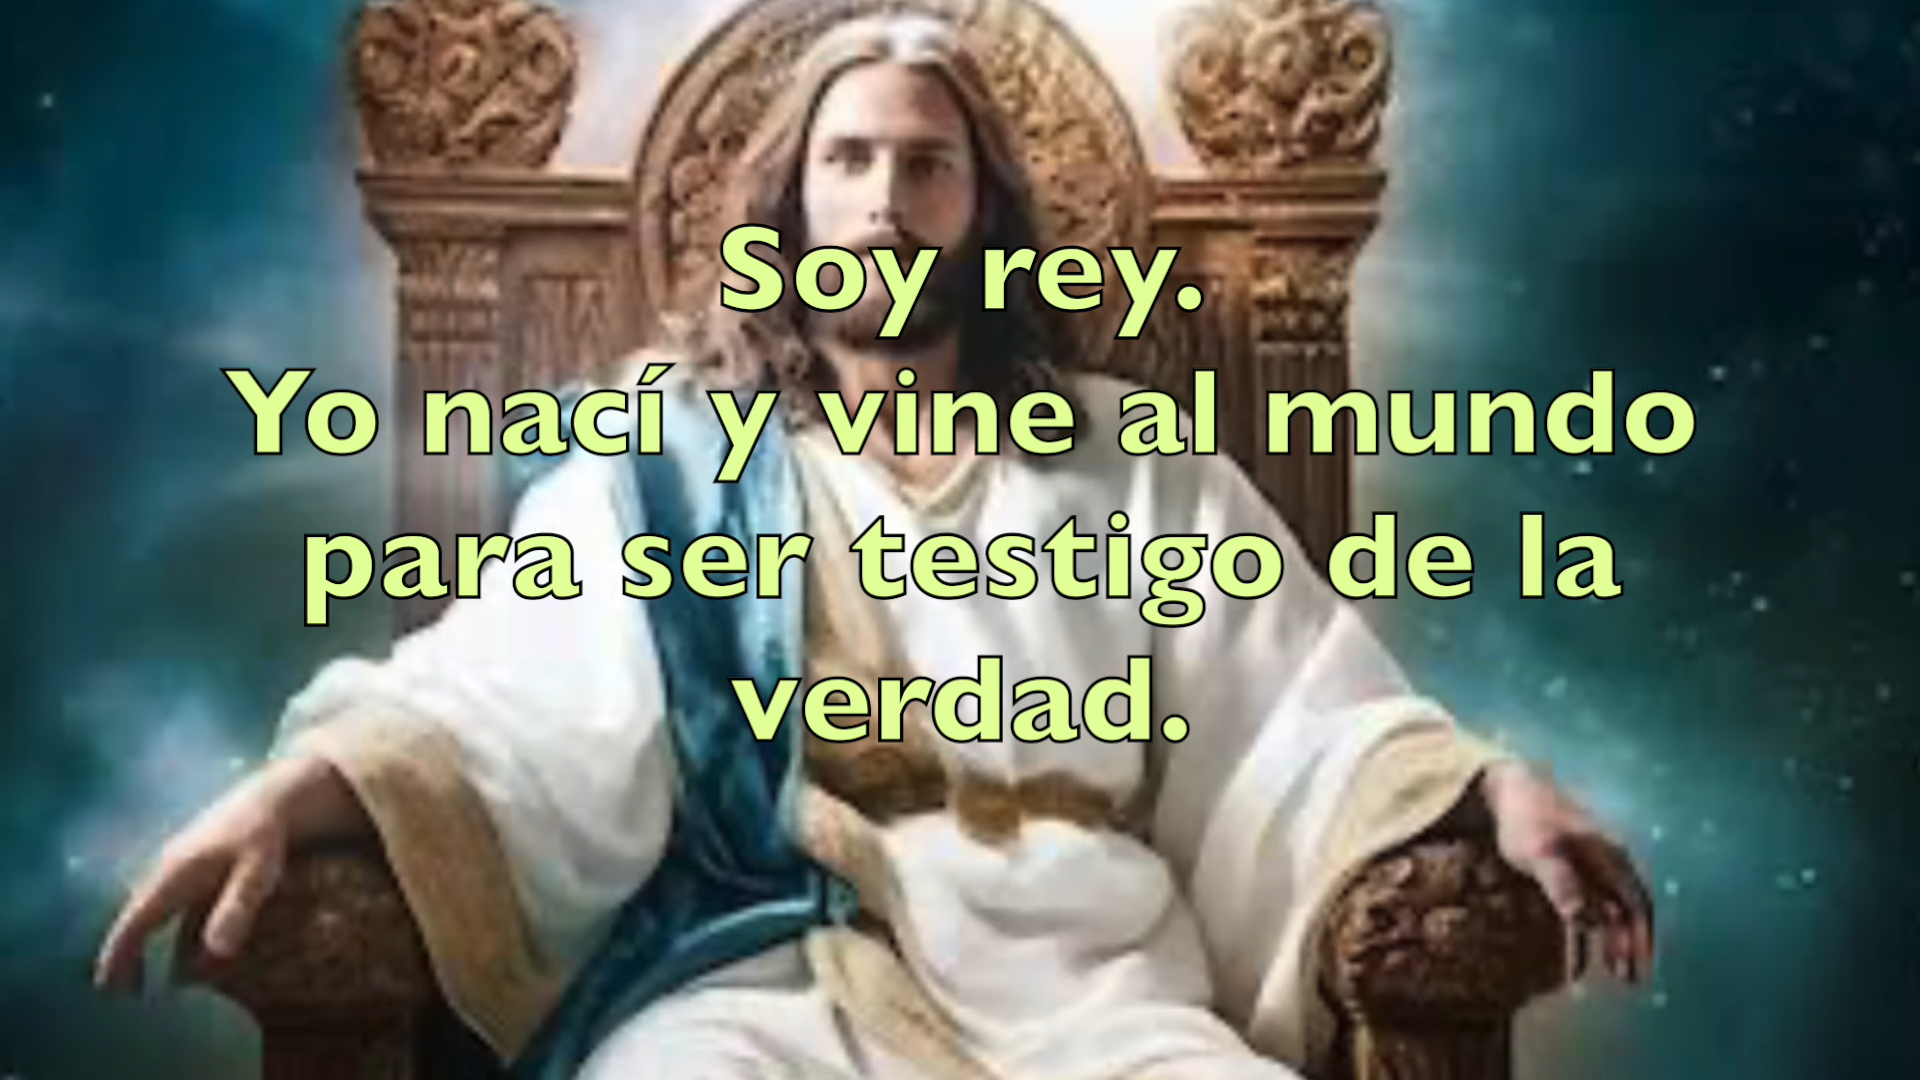 Soy rey.
Yo nací y vine al mundo
para ser testigo de la
verdad.